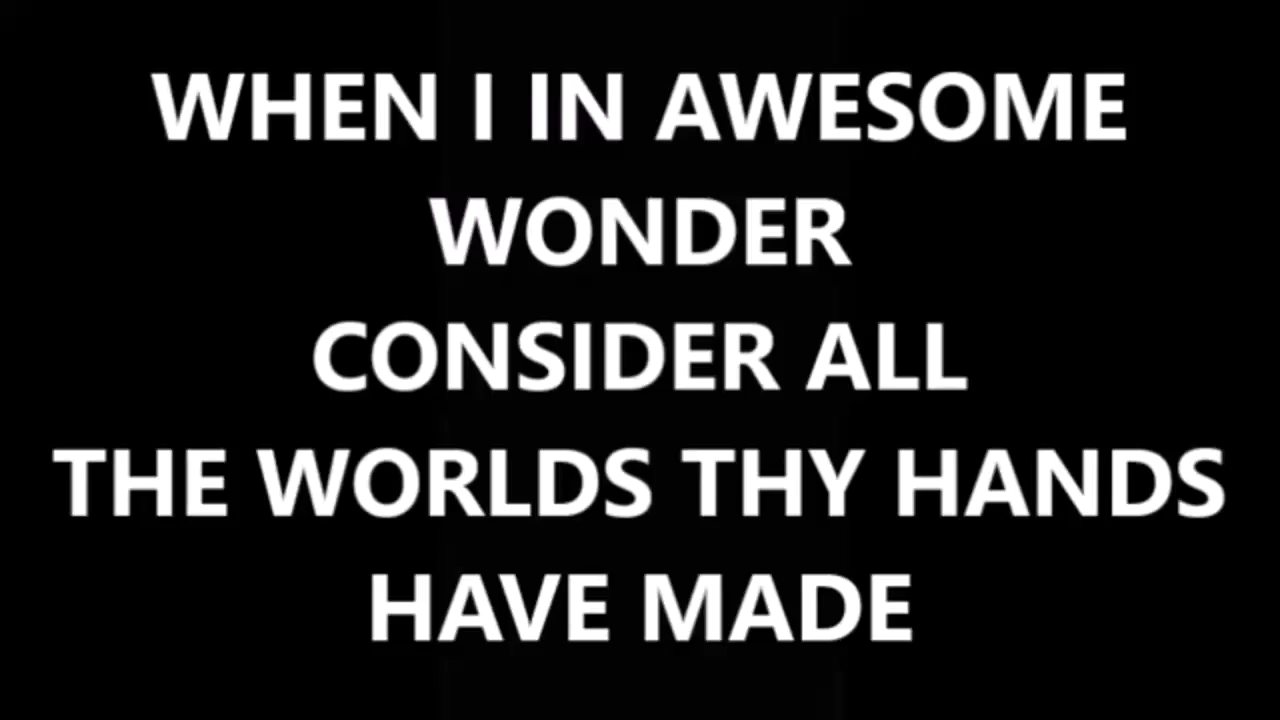 WHEN I IN AWESOME
WONDER
CONSIDER ALL
THE WORLDS THY HANDS
HAVE MADE